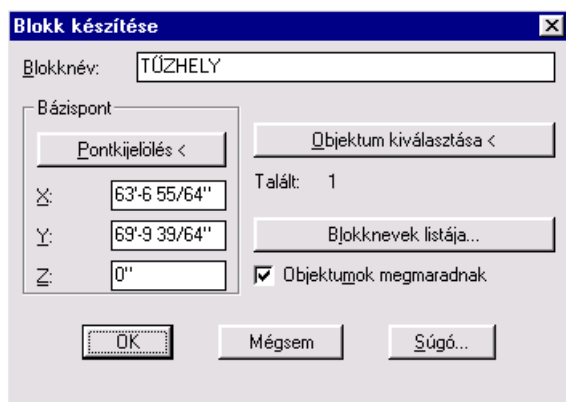 Blokk készítése
Blokknév: TŰZHELY
Bázispont
Pontkijelölés <
X: 63'-6 55/64"
Y: 69'-9 39/64"
Z: 0"
Objektum kiválasztása <
Talált: 1
Blokknevek listája...
Objektumok megmaradnak
OK Mégsem Súgó...